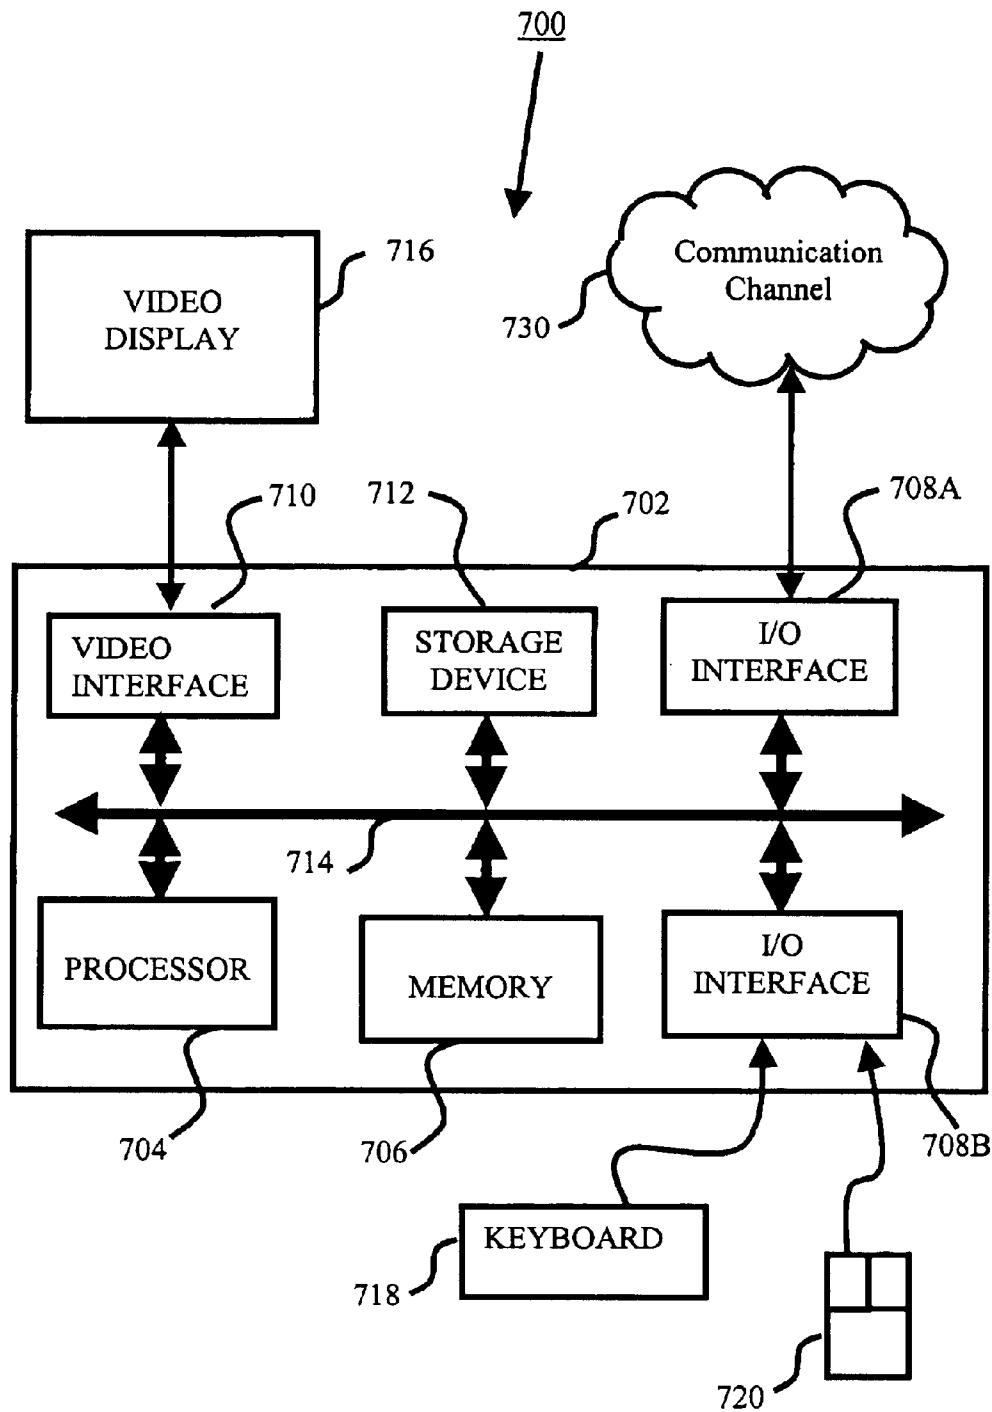 700
716
VIDEO
DISPLAY
Communication
Channel
730
710
712
702
708A
VIDEO
INTERFACE
STORAGE
DEVICE
I/O
INTERFACE
714
PROCESSOR
MEMORY
I/O
INTERFACE
704
706
708B
KEYBOARD
718
720